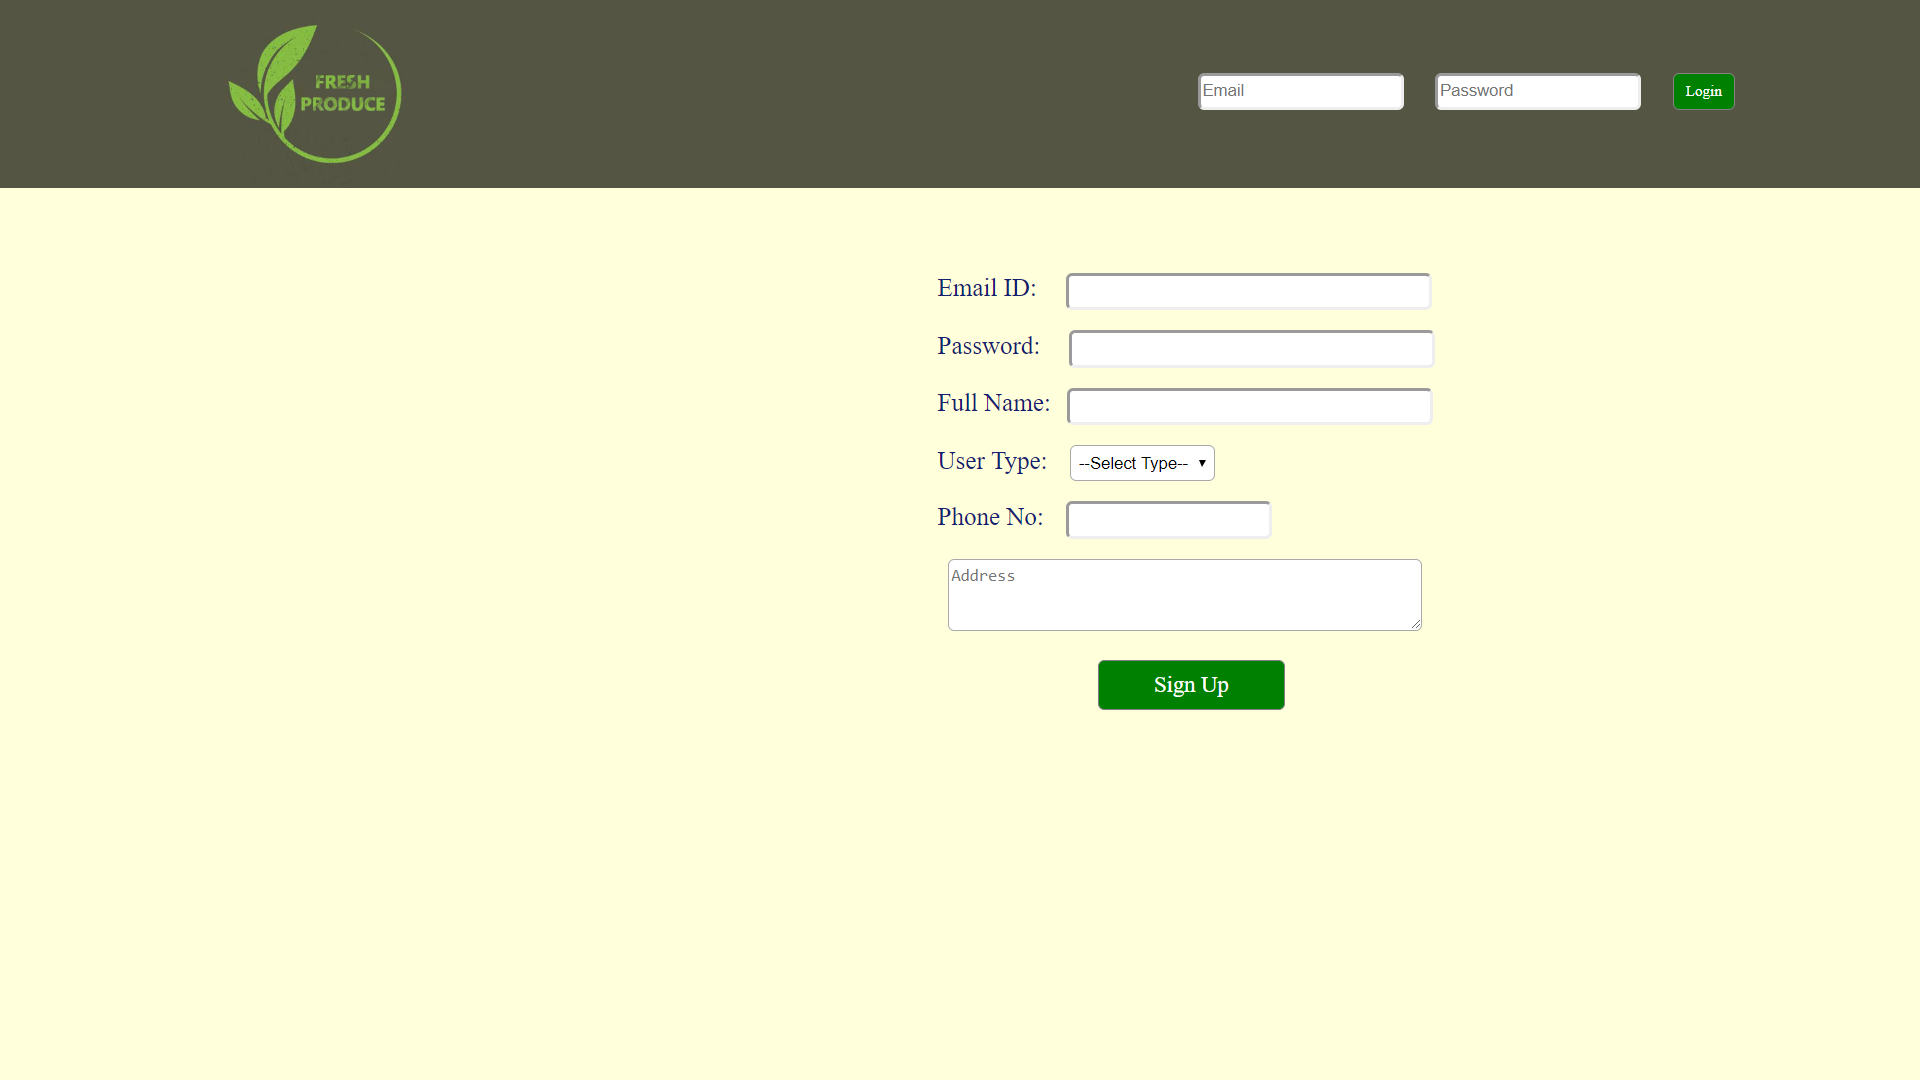 FRESH
PRODUCE
Email
Password
Login
Email ID:
Password:
Full Name:
User Type:
--Select Type--
Phone No:
Address
Sign Up